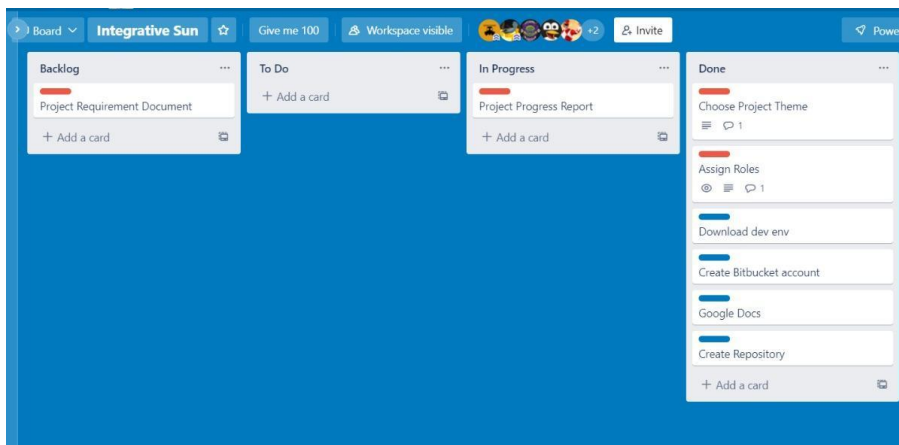 Board
Integrative Sun
Give me 100
Workspace visible
+2
Invite
Backlog
Project Requirement Document
+ Add a card
To Do
+ Add a card
In Progress
Project Progress Report
+ Add a card
Done
Choose Project Theme
1
Assign Roles
1
Download dev env
Create Bitbucket account
Google Docs
Create Repository
+ Add a card
Powe